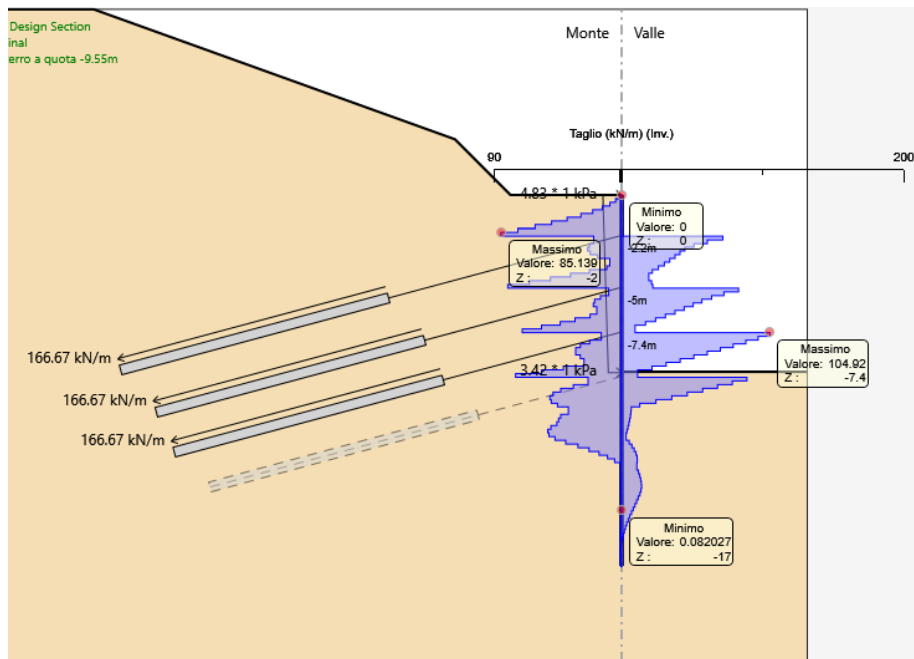 Design Section
inal
erro a quota -9.55m
Monte
Valle
Taglio (kN/m) (Inv.)
90
200
4.83 * 1 kPa
Minimo
Valore: 0
Z : 0
-2.2m
Massimo
Valore: 85.139
Z : -2
-5m
-7.4m
166.67 kN/m
Massimo
Valore: 104.92
Z : -7.4
3.42 * 1 kPa
166.67 kN/m
166.67 kN/m
Minimo
Valore: 0.082027
Z : -17